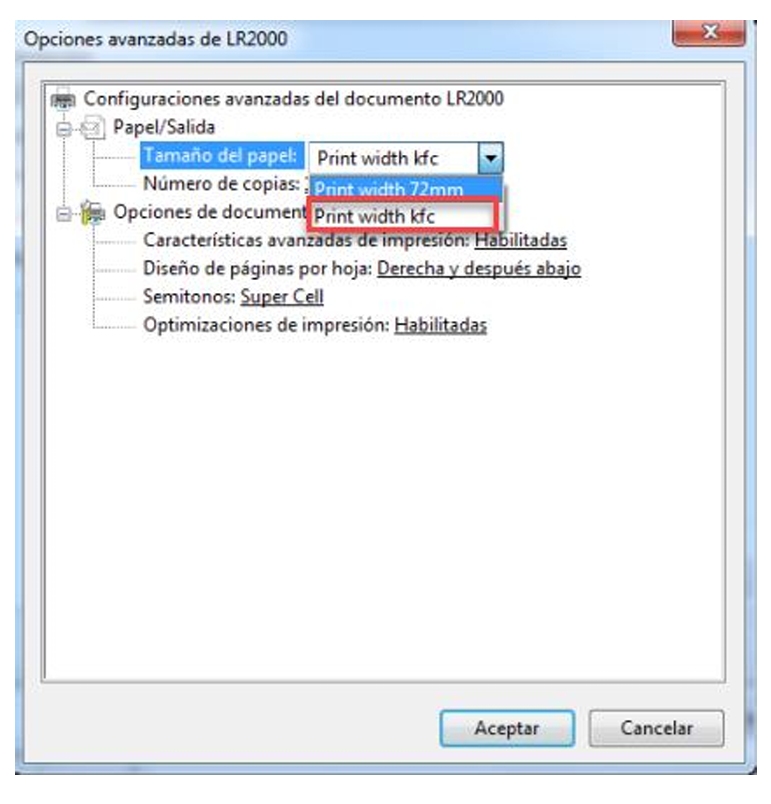 Opciones avanzadas de LR2000
Configuraciones avanzadas del documento LR2000
Papel/Salida
Tamaño del papel: Print width kfc
Número de copias:
Print width 72mm
Opciones de document
Print width kfc
Características avanzadas de impresión: Habilitadas
Diseño de páginas por hoja: Derecha y después abajo
Semitonos: Super Cell
Optimizaciones de impresión: Habilitadas
Aceptar
Cancelar